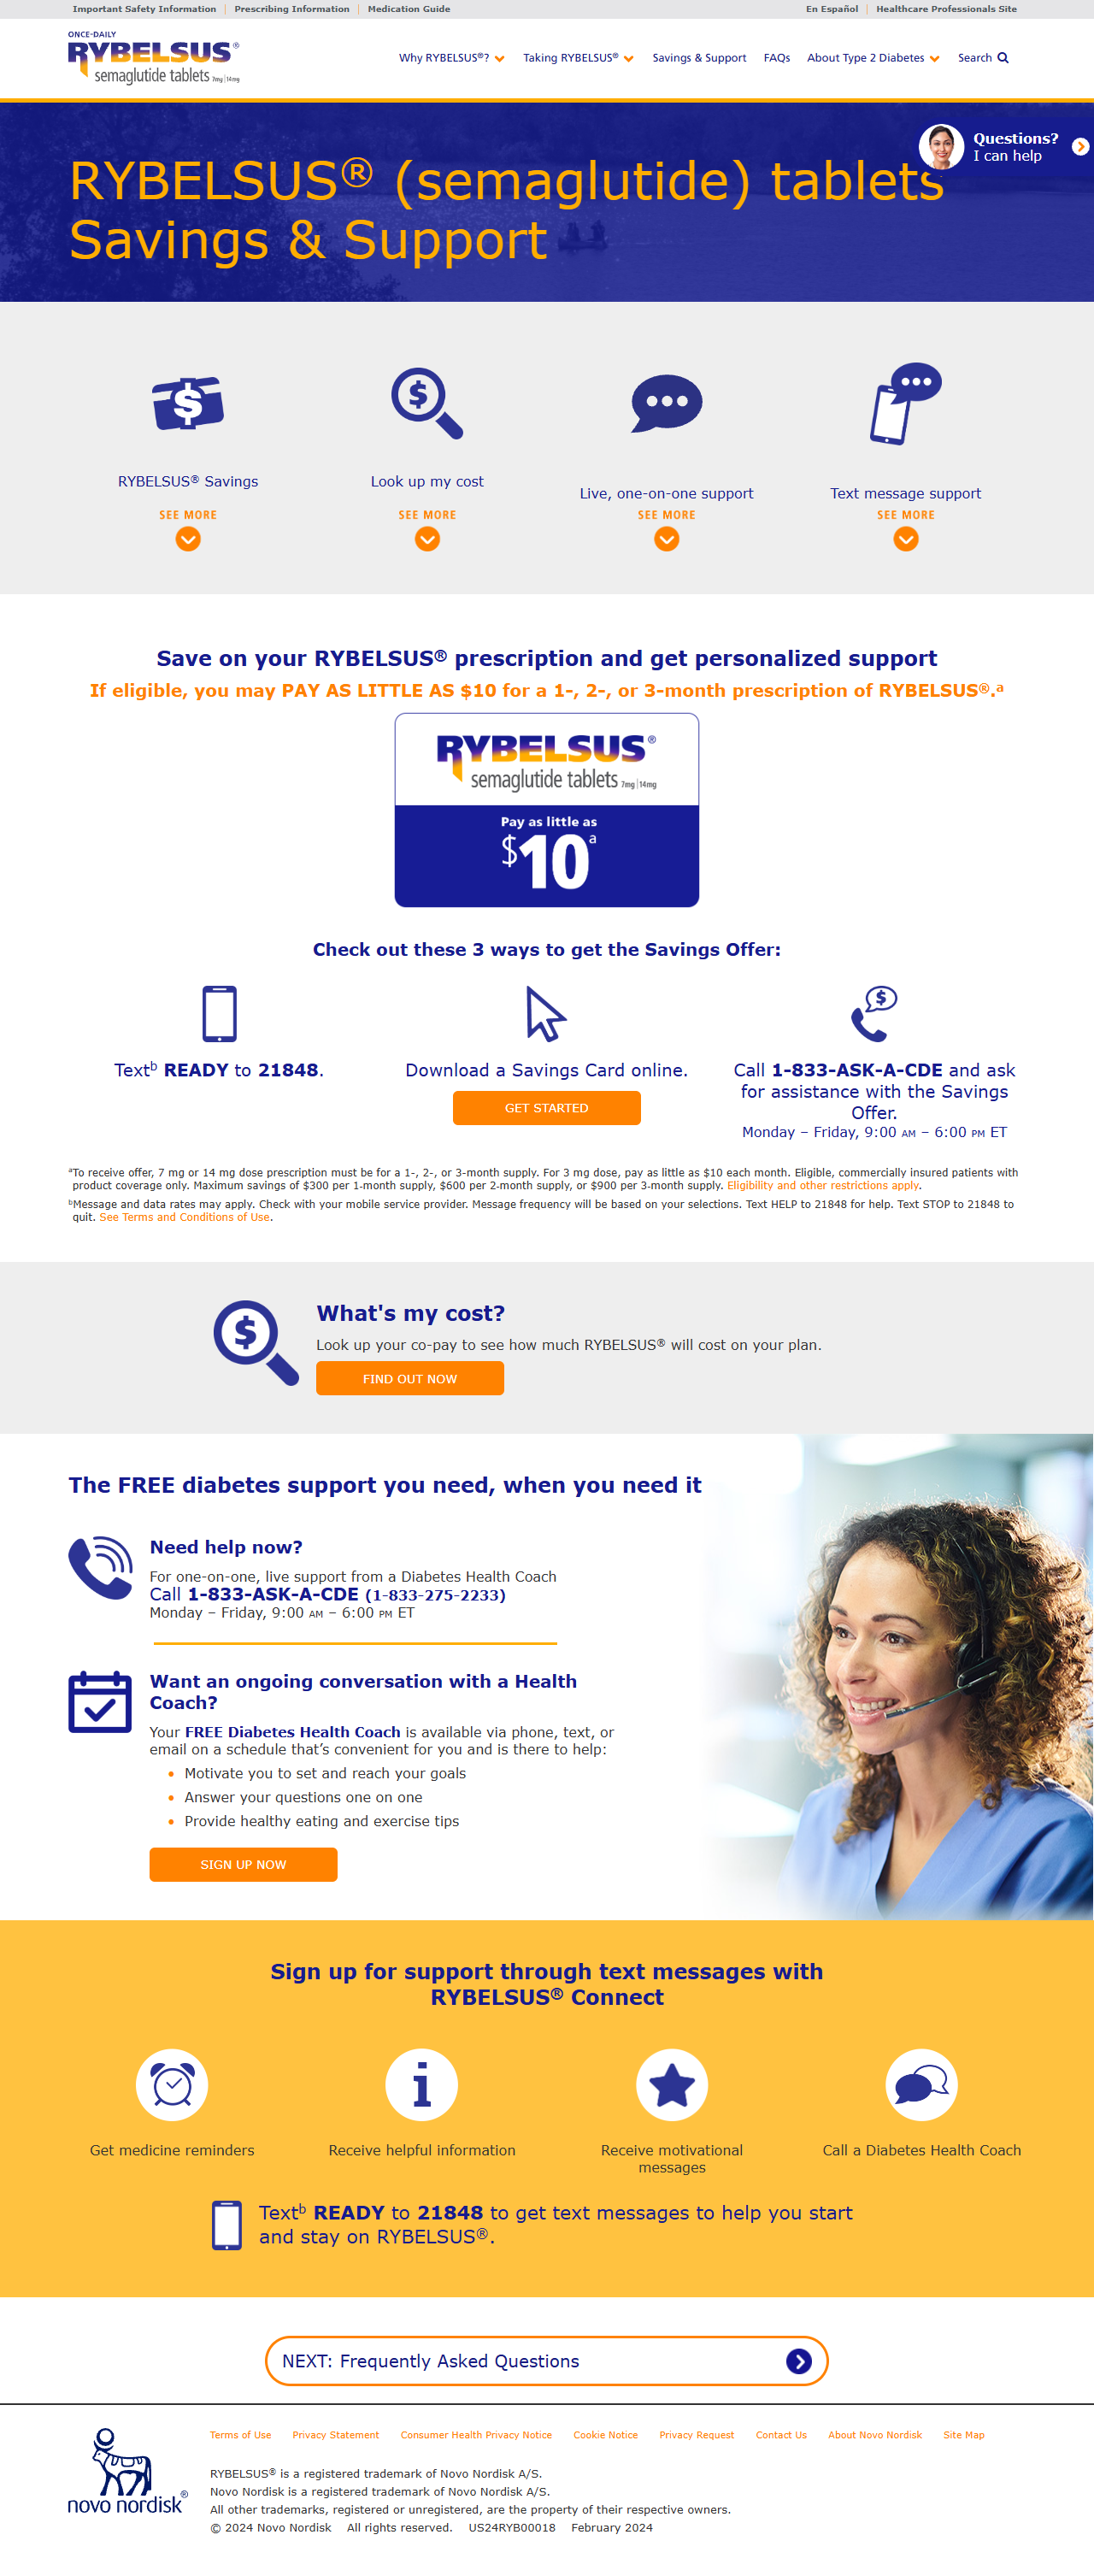 Important Safety Information
Prescribing Information
Medication Guide
En Español
Healthcare Professionals Site
ONCE-DAILY
RYBELSUS®
semaglutide tablets 7mg | 14mg
Why RYBELSUS®?
Taking RYBELSUS®
Savings & Support
FAQs
About Type 2 Diabetes
Search
Questions?
I can help
RYBELSUS® (semaglutide) tablets
Savings & Support
RYBELSUS® Savings
SEE MORE
Look up my cost
SEE MORE
Live, one-on-one support
SEE MORE
Text message support
SEE MORE
Save on your RYBELSUS® prescription and get personalized support
If eligible, you may PAY AS LITTLE AS $10 for a 1-, 2-, or 3-month prescription of RYBELSUS®.ᵃ
RYBELSUS®
semaglutide tablets 7mg | 14mg
Pay as little as
$10ᵃ
Check out these 3 ways to get the Savings Offer:
Textᵇ READY to 21848.
Download a Savings Card online.
GET STARTED
Call 1-833-ASK-A-CDE and ask
for assistance with the Savings
Offer.
Monday – Friday, 9:00 AM – 6:00 PM ET
ᵃTo receive offer, 7 mg or 14 mg dose prescription must be for a 1-, 2-, or 3-month supply. For 3 mg dose, pay as little as $10 each month. Eligible, commercially insured patients with
product coverage only. Maximum savings of $300 per 1-month supply, $600 per 2-month supply, or $900 per 3-month supply. Eligibility and other restrictions apply.
ᵇMessage and data rates may apply. Check with your mobile service provider. Message frequency will be based on your selections. Text HELP to 21848 for help. Text STOP to 21848 to
quit. See Terms and Conditions of Use.
What's my cost?
Look up your co-pay to see how much RYBELSUS® will cost on your plan.
FIND OUT NOW
The FREE diabetes support you need, when you need it
Need help now?
For one-on-one, live support from a Diabetes Health Coach
Call 1-833-ASK-A-CDE (1-833-275-2233)
Monday – Friday, 9:00 AM – 6:00 PM ET
Want an ongoing conversation with a Health
Coach?
Your FREE Diabetes Health Coach is available via phone, text, or
email on a schedule that’s convenient for you and is there to help:
• Motivate you to set and reach your goals
• Answer your questions one on one
• Provide healthy eating and exercise tips
SIGN UP NOW
Sign up for support through text messages with
RYBELSUS® Connect
Get medicine reminders
Receive helpful information
Receive motivational
messages
Call a Diabetes Health Coach
Textᵇ READY to 21848 to get text messages to help you start
and stay on RYBELSUS®.
NEXT: Frequently Asked Questions
Terms of Use
Privacy Statement
Consumer Health Privacy Notice
Cookie Notice
Privacy Request
Contact Us
About Novo Nordisk
Site Map
novo nordisk®
RYBELSUS® is a registered trademark of Novo Nordisk A/S.
Novo Nordisk is a registered trademark of Novo Nordisk A/S.
All other trademarks, registered or unregistered, are the property of their respective owners.
© 2024 Novo Nordisk All rights reserved. US24RYB00018 February 2024